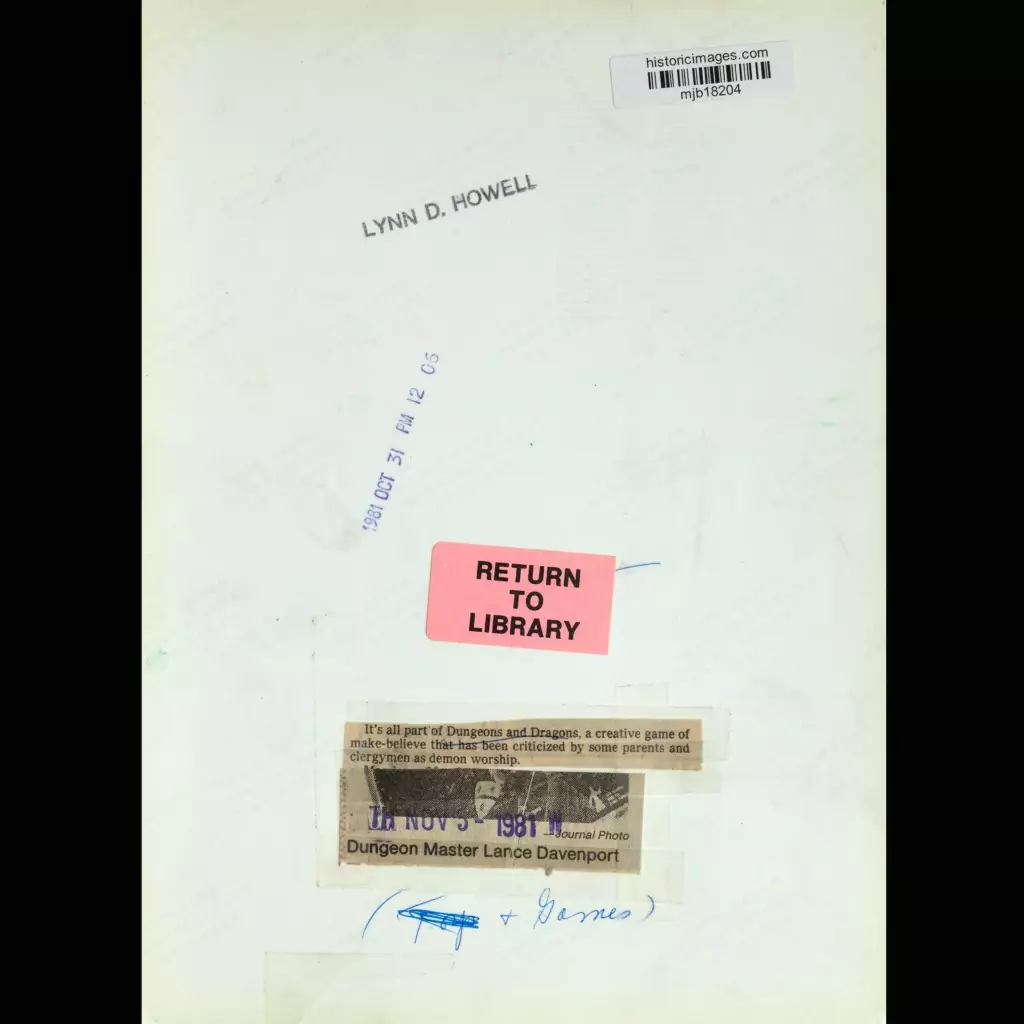 historicimages.com
mjb18204
LYNN D. HOWELL
1981 OCT 31 PM 12 06
RETURN
TO
LIBRARY
It's all part of Dungeons and Dragons, a creative game of
make-believe that has been criticized by some parents and
clergymen as demon worship.
NOV 5 - 1981
—Journal Photo
Dungeon Master Lance Davenport
( + Games)